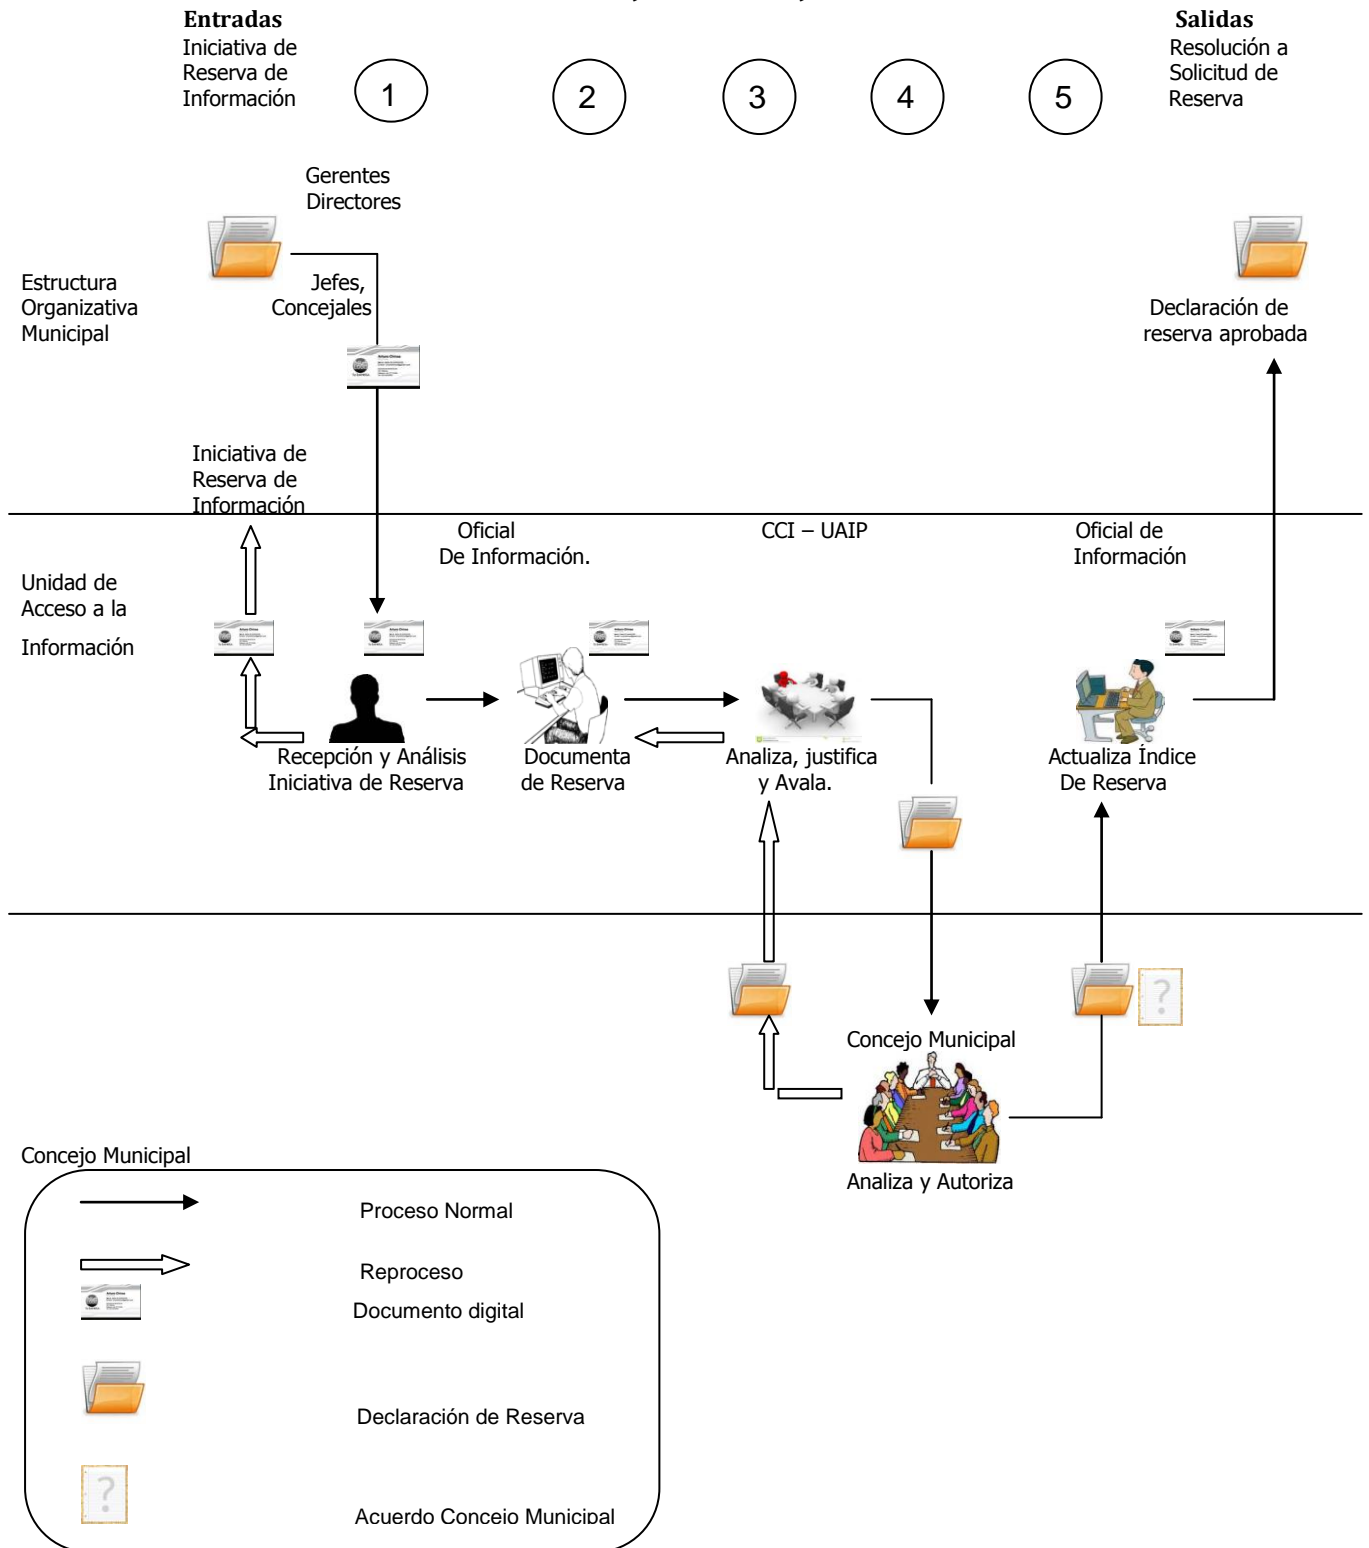 Entradas
Iniciativa de
Reserva de
Información
1
2
3
4
5
Salidas
Resolución a
Solicitud de
Reserva
Gerentes
Directores
Estructura
Organizativa
Municipal
Jefes,
Concejales
Declaración de
reserva aprobada
Iniciativa de
Reserva de
Información
Unidad de
Acceso a la
Información
Oficial
De Información.
CCI – UAIP
Oficial de
Información
Recepción y Análisis
Iniciativa de Reserva
Documenta
de Reserva
Analiza, justifica
y Avala.
Actualiza Índice
De Reserva
Concejo Municipal
Analiza y Autoriza
Concejo Municipal
Proceso Normal
Reproceso
Documento digital
Declaración de Reserva
?
Acuerdo Concejo Municipal